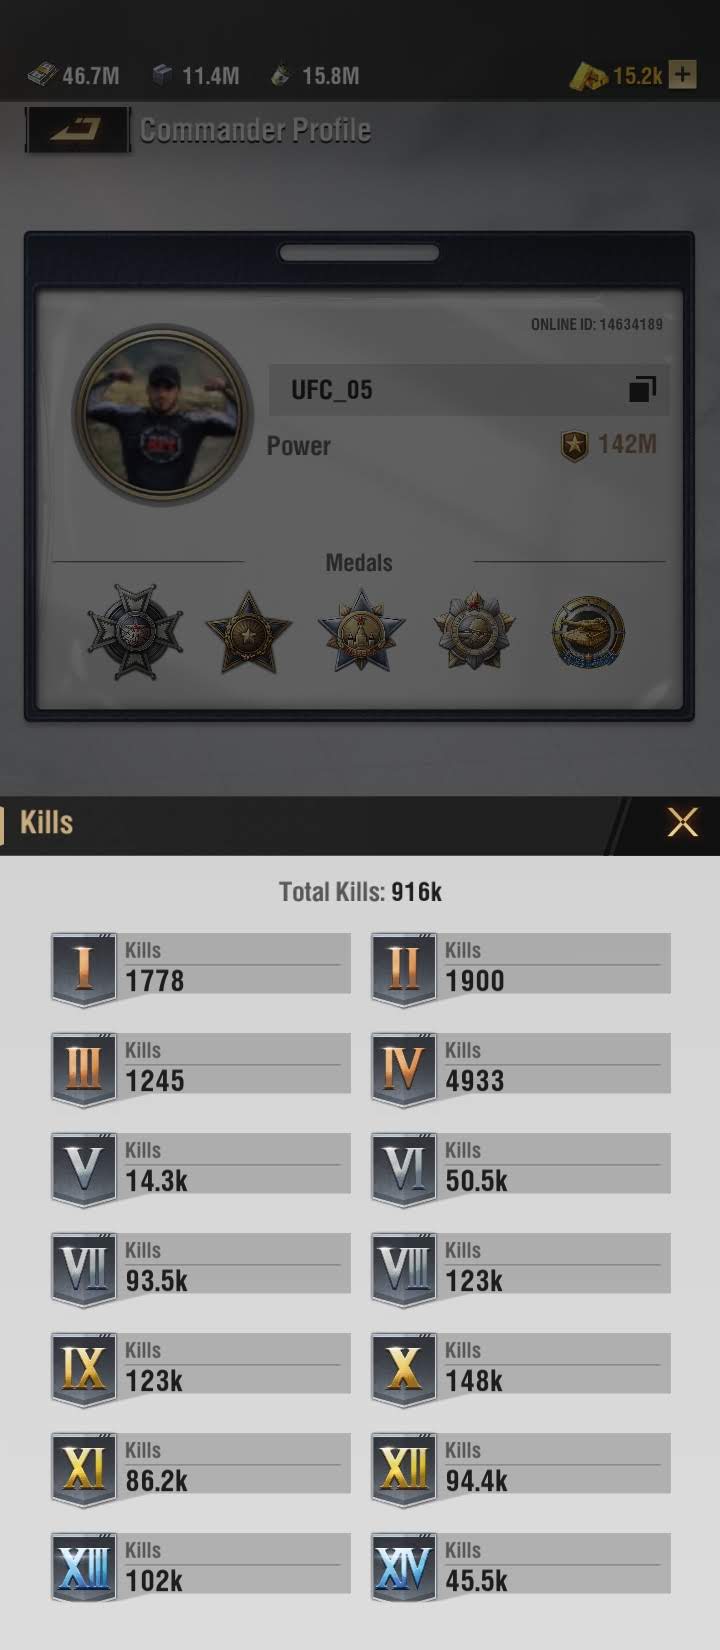 46.7M 11.4M 15.8M 15.2k +
Commander Profile
ONLINE ID: 14634189
UFC_05
Power 142M
Medals
Kills
Total Kills: 916k
I Kills 1778
II Kills 1900
III Kills 1245
IV Kills 4933
V Kills 14.3k
VI Kills 50.5k
VII Kills 93.5k
VIII Kills 123k
IX Kills 123k
X Kills 148k
XI Kills 86.2k
XII Kills 94.4k
XIII Kills 102k
XIV Kills 45.5k